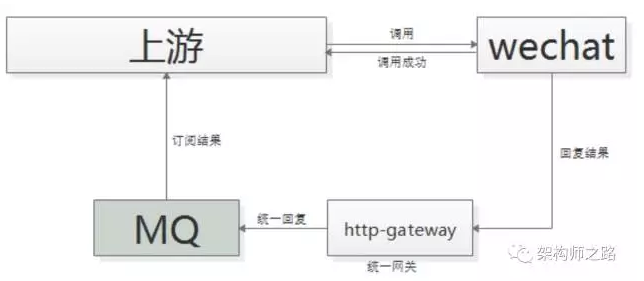 上游
调用
调用成功
wechat
订阅结果
回复结果
MQ
统一回复
http-gateway
统一网关
架构师之路